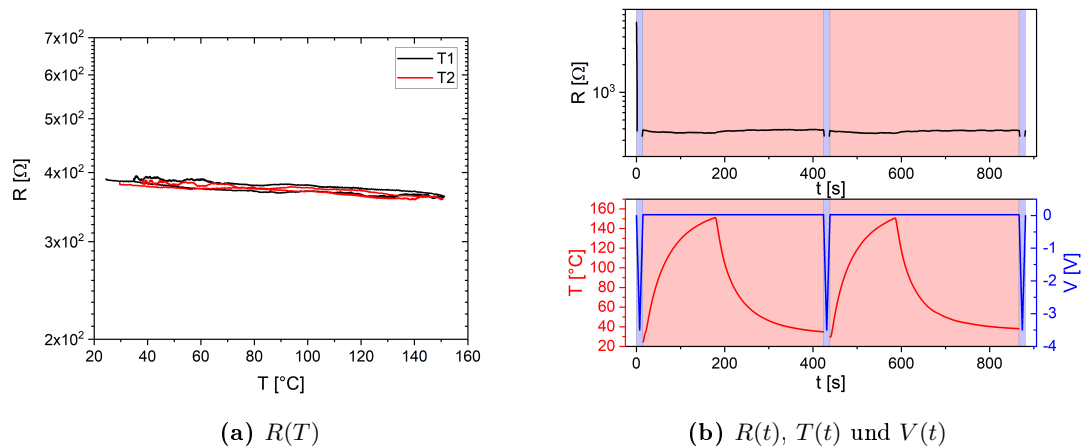 7x10²
6x10²
5x10²
4x10²
3x10²
2x10²
R [Ω]
T1
T2
20 40 60 80 100 120 140 160
T [°C]
(a) R(T)
R [Ω]
10³
0 200 400 600 800
t [s]
T [°C]
160
140
120
100
80
60
40
20
0
-1
-2
-3
-4
V [V]
0 200 400 600 800
t [s]
(b) R(t), T(t) und V(t)